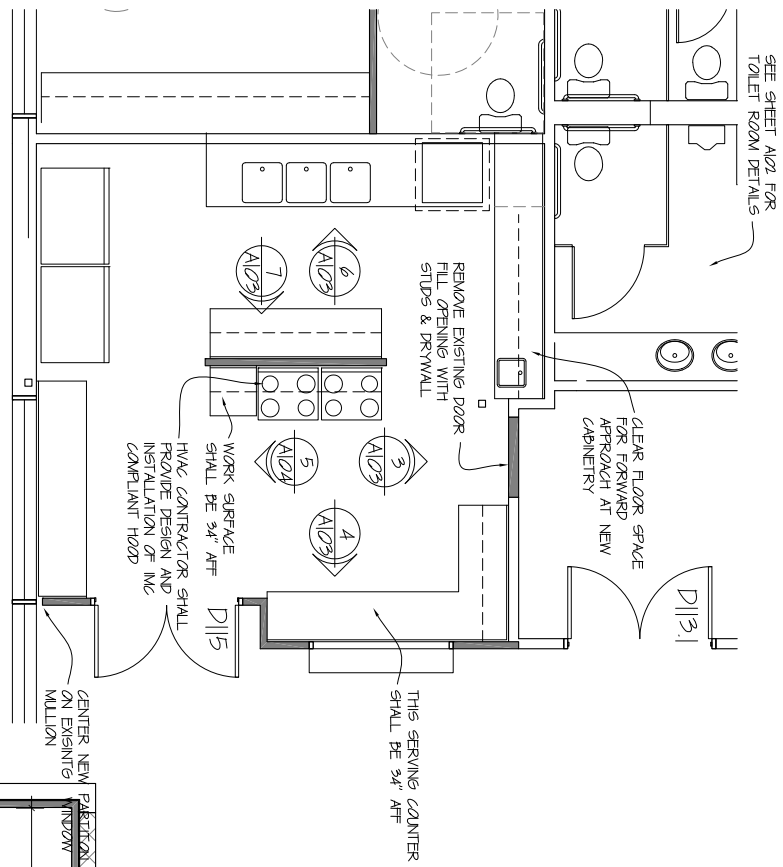 SEE SHEET A102 FOR
TOILET ROOM DETAILS
CLEAR FLOOR SPACE
FOR FORWARD
APPROACH AT NEW
CABINETRY
D113.1
REMOVE EXISTING DOOR
FILL OPENING WITH
STUDS & DRYWALL
6
A103
7
A103
3
A103
5
A104
4
A103
WORK SURFACE
SHALL BE 34" AFF
HVAC CONTRACTOR SHALL
PROVIDE DESIGN AND
INSTALLATION OF IMC
COMPLIANT HOOD
D115
THIS SERVING COUNTER
SHALL BE 34" AFF
CENTER NEW PARTITION
ON EXISINTG WINDOW
MULLION